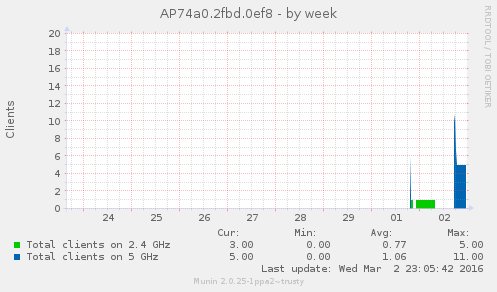 AP74a0.2fbd.0ef8 - by week
RRDTOOL / TOBI OETIKER
Clients
20
18
16
14
12
10
8
6
4
2
0
24 25 26 27 28 29 01 02
Cur: Min: Avg: Max:
Total clients on 2.4 GHz 3.00 0.00 0.77 5.00
Total clients on 5 GHz 5.00 0.00 1.06 11.00
Last update: Wed Mar 2 23:05:42 2016
Munin 2.0.25-1ppa2~trusty